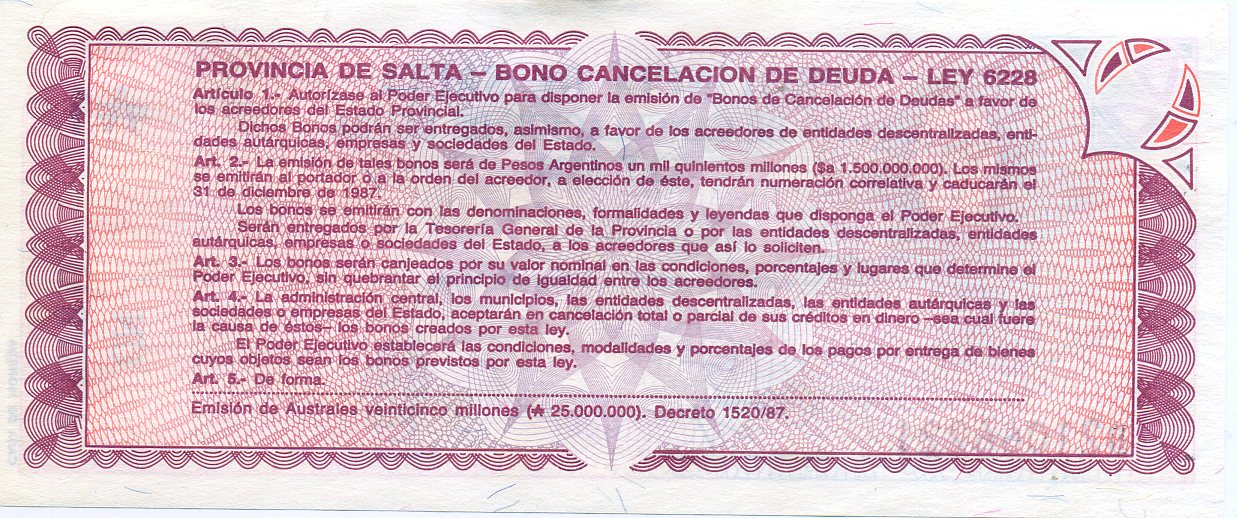 PROVINCIA DE SALTA – BONO CANCELACION DE DEUDA – LEY 6228
Artículo 1.- Autorízase al Poder Ejecutivo para disponer la emisión de "Bonos de Cancelación de Deudas" a favor de
los acreedores del Estado Provincial.
Dichos Bonos podrán ser entregados, asimismo, a favor de los acreedores de entidades descentralizadas, enti-
dades autárquicas, empresas y sociedades del Estado.
Art. 2.- La emisión de tales bonos será de Pesos Argentinos un mil quinientos millones ($a 1.500.000.000). Los mismos
se emitirán al portador o a la orden del acreedor, a elección de éste, tendrán numeración correlativa y caducarán el
31 de diciembre de 1987.
Los bonos se emitirán con las denominaciones, formalidades y leyendas que disponga el Poder Ejecutivo.
Serán entregados por la Tesorería General de la Provincia o por las entidades descentralizadas, entidades
autárquicas, empresas o sociedades del Estado, a los acreedores que así lo soliciten.
Art. 3.- Los bonos serán canjeados por su valor nominal en las condiciones, porcentajes y lugares que determine el
Poder Ejecutivo, sin quebrantar el principio de igualdad entre los acreedores.
Art. 4.- La administración central, los municipios, las entidades descentralizadas, las entidades autárquicas y las
sociedades o empresas del Estado, aceptarán en cancelación total o parcial de sus créditos en dinero –sea cual fuere
la causa de éstos– los bonos creados por esta ley.
El Poder Ejecutivo establecerá las condiciones, modalidades y porcentajes de los pagos por entrega de bienes
cuyos objetos sean los bonos previstos por esta ley.
Art. 5.- De forma.
Emisión de Australes veinticinco millones (₳ 25.000.000). Decreto 1520/87.